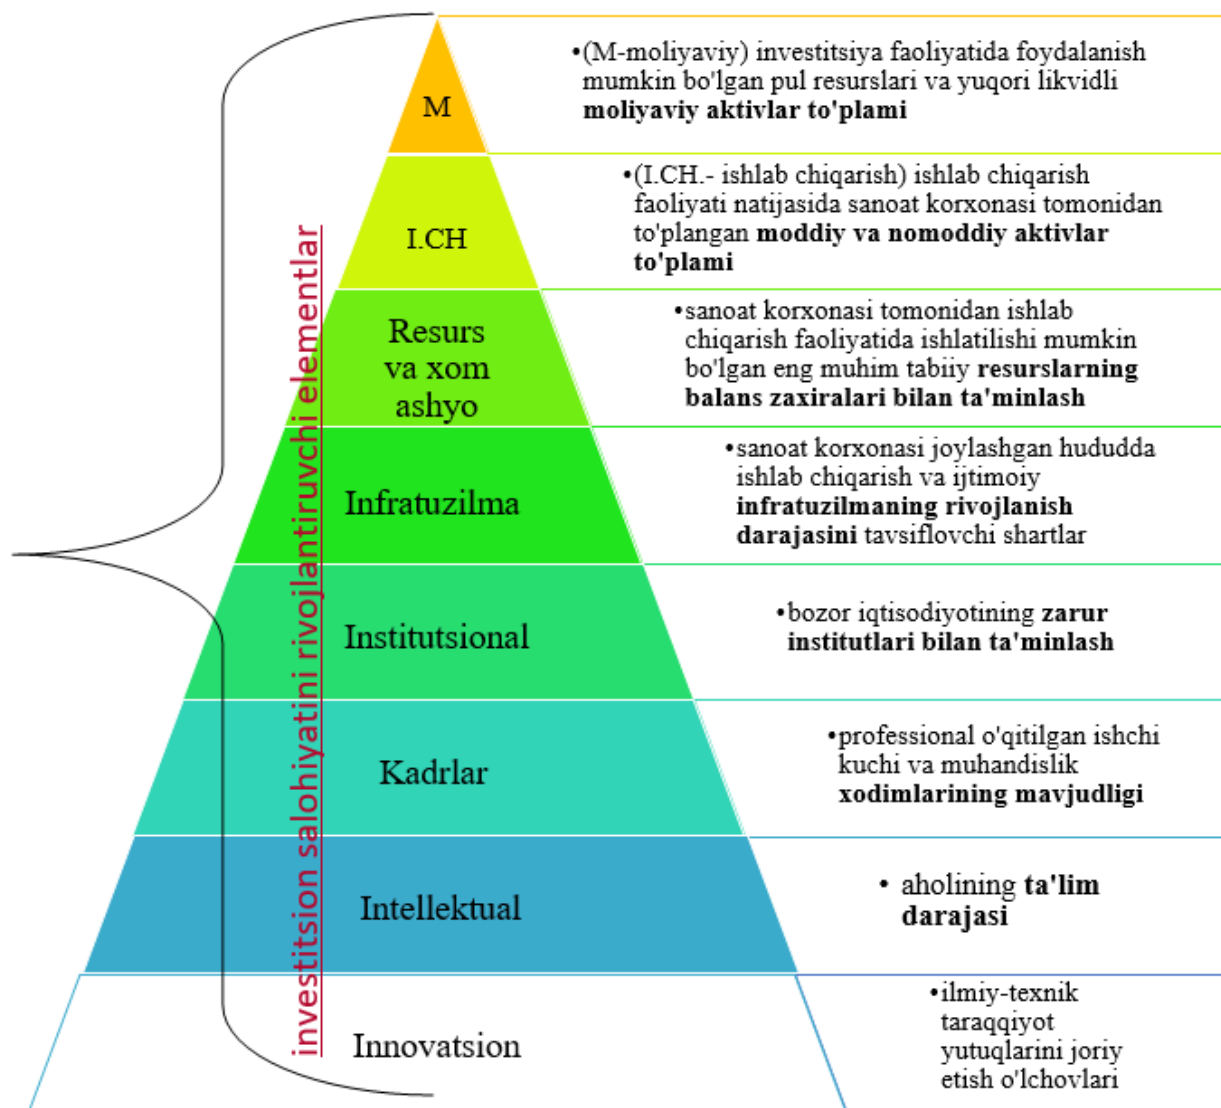 M
•(M-moliyaviy) investitsiya faoliyatida foydalanish
mumkin bo'lgan pul resurslari va yuqori likvidli
moliyaviy aktivlar to'plami
I.CH
•(I.CH.- ishlab chiqarish) ishlab chiqarish
faoliyati natijasida sanoat korxonasi tomonidan
to'plangan moddiy va nomoddiy aktivlar
to'plami
Resurs
va xom
ashyo
•sanoat korxonasi tomonidan ishlab
chiqarish faoliyatida ishlatilishi mumkin
bo'lgan eng muhim tabiiy resurslarning
balans zaxiralari bilan ta'minlash
Infratuzilma
•sanoat korxonasi joylashgan hududda
ishlab chiqarish va ijtimoiy
infratuzilmaning rivojlanish
darajasini tavsiflovchi shartlar
Institutsional
•bozor iqtisodiyotining zarur
institutlari bilan ta'minlash
Kadrlar
•professional o'qitilgan ishchi
kuchi va muhandislik
xodimlarining mavjudligi
Intellektual
• aholining ta'lim
darajasi
Innovatsion
•ilmiy-texnik
taraqqiyot
yutuqlarini joriy
etish o'lchovlari
investitsion salohiyatini rivojlantiruvchi elementlar